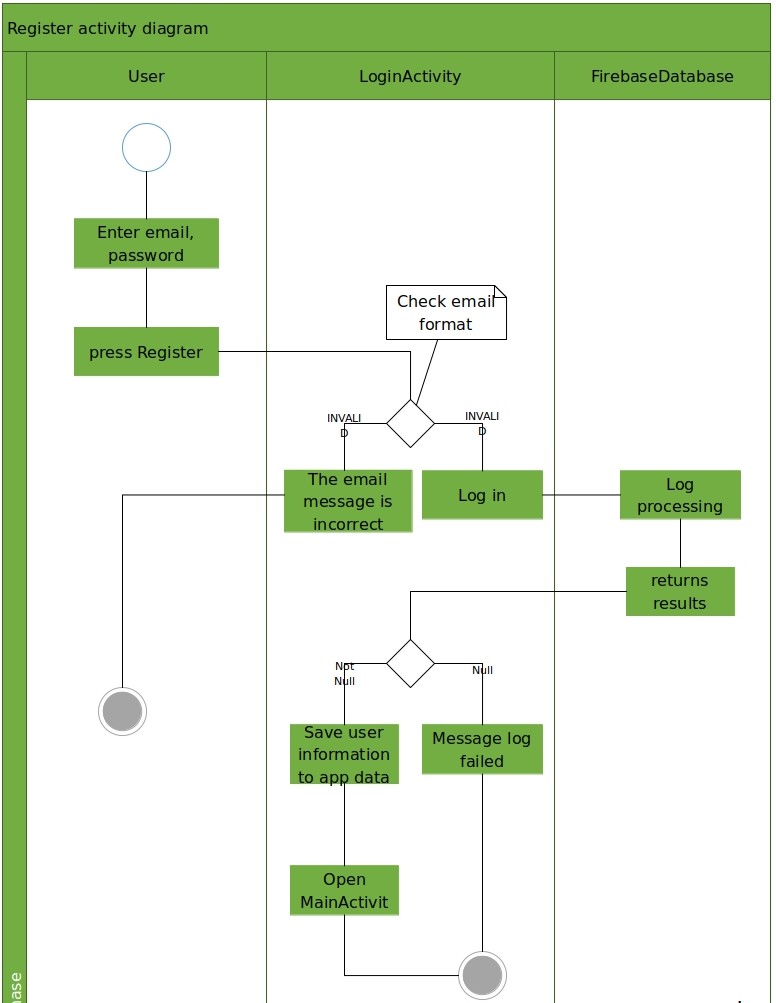 Register activity diagram
User
LoginActivity
FirebaseDatabase
Enter email,
password
Check email
format
press Register
INVALI
D
INVALI
D
The email
message is
incorrect
Log in
Log
processing
returns
results
Not
Null
Null
Save user
information
to app data
Message log
failed
Open
MainActivit
ase